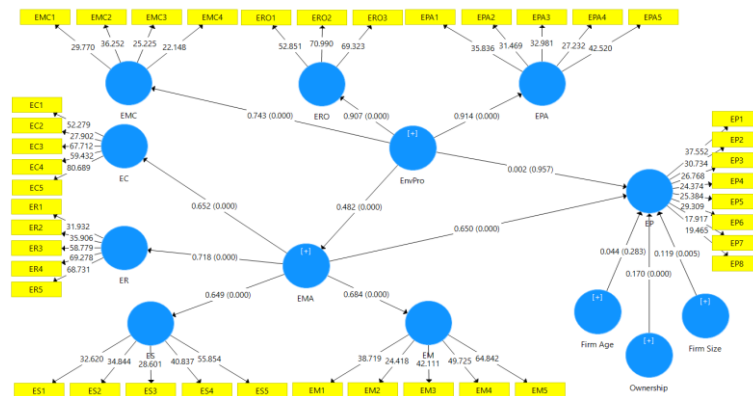 EMC1 EMC2 EMC3 EMC4 ERO1 ERO2 ERO3 EPA1 EPA2 EPA3 EPA4 EPA5
29.770 36.252 25.225 22.148 52.851 70.990 69.323 35.836 31.469 32.981 27.232 42.520
EMC ERO EPA
0.743 (0.000) 0.907 (0.000) 0.914 (0.000)
EC1
EC2
EC3
EC4
EC5
52.279
27.902
67.712
59.432
80.689
EC
[+]
EnvPro
0.002 (0.957)
0.482 (0.000)
0.652 (0.000)
0.650 (0.000)
EP1
EP2
EP3
EP4
EP5
EP6
EP7
EP8
37.552
30.734
26.768
24.374
25.384
29.309
17.917
19.465
EP
ER1
ER2
ER3
ER4
ER5
31.932
35.906
58.779
69.278
68.731
ER
0.718 (0.000)
[+]
EMA
0.649 (0.000) 0.684 (0.000)
0.044 (0.283) 0.170 (0.000) 0.119 (0.005)
[+] [+] [+]
Firm Age Ownership Firm Size
ES EM
32.620 34.844 28.601 40.837 55.854 38.719 24.418 42.111 49.725 64.842
ES1 ES2 ES3 ES4 ES5 EM1 EM2 EM3 EM4 EM5